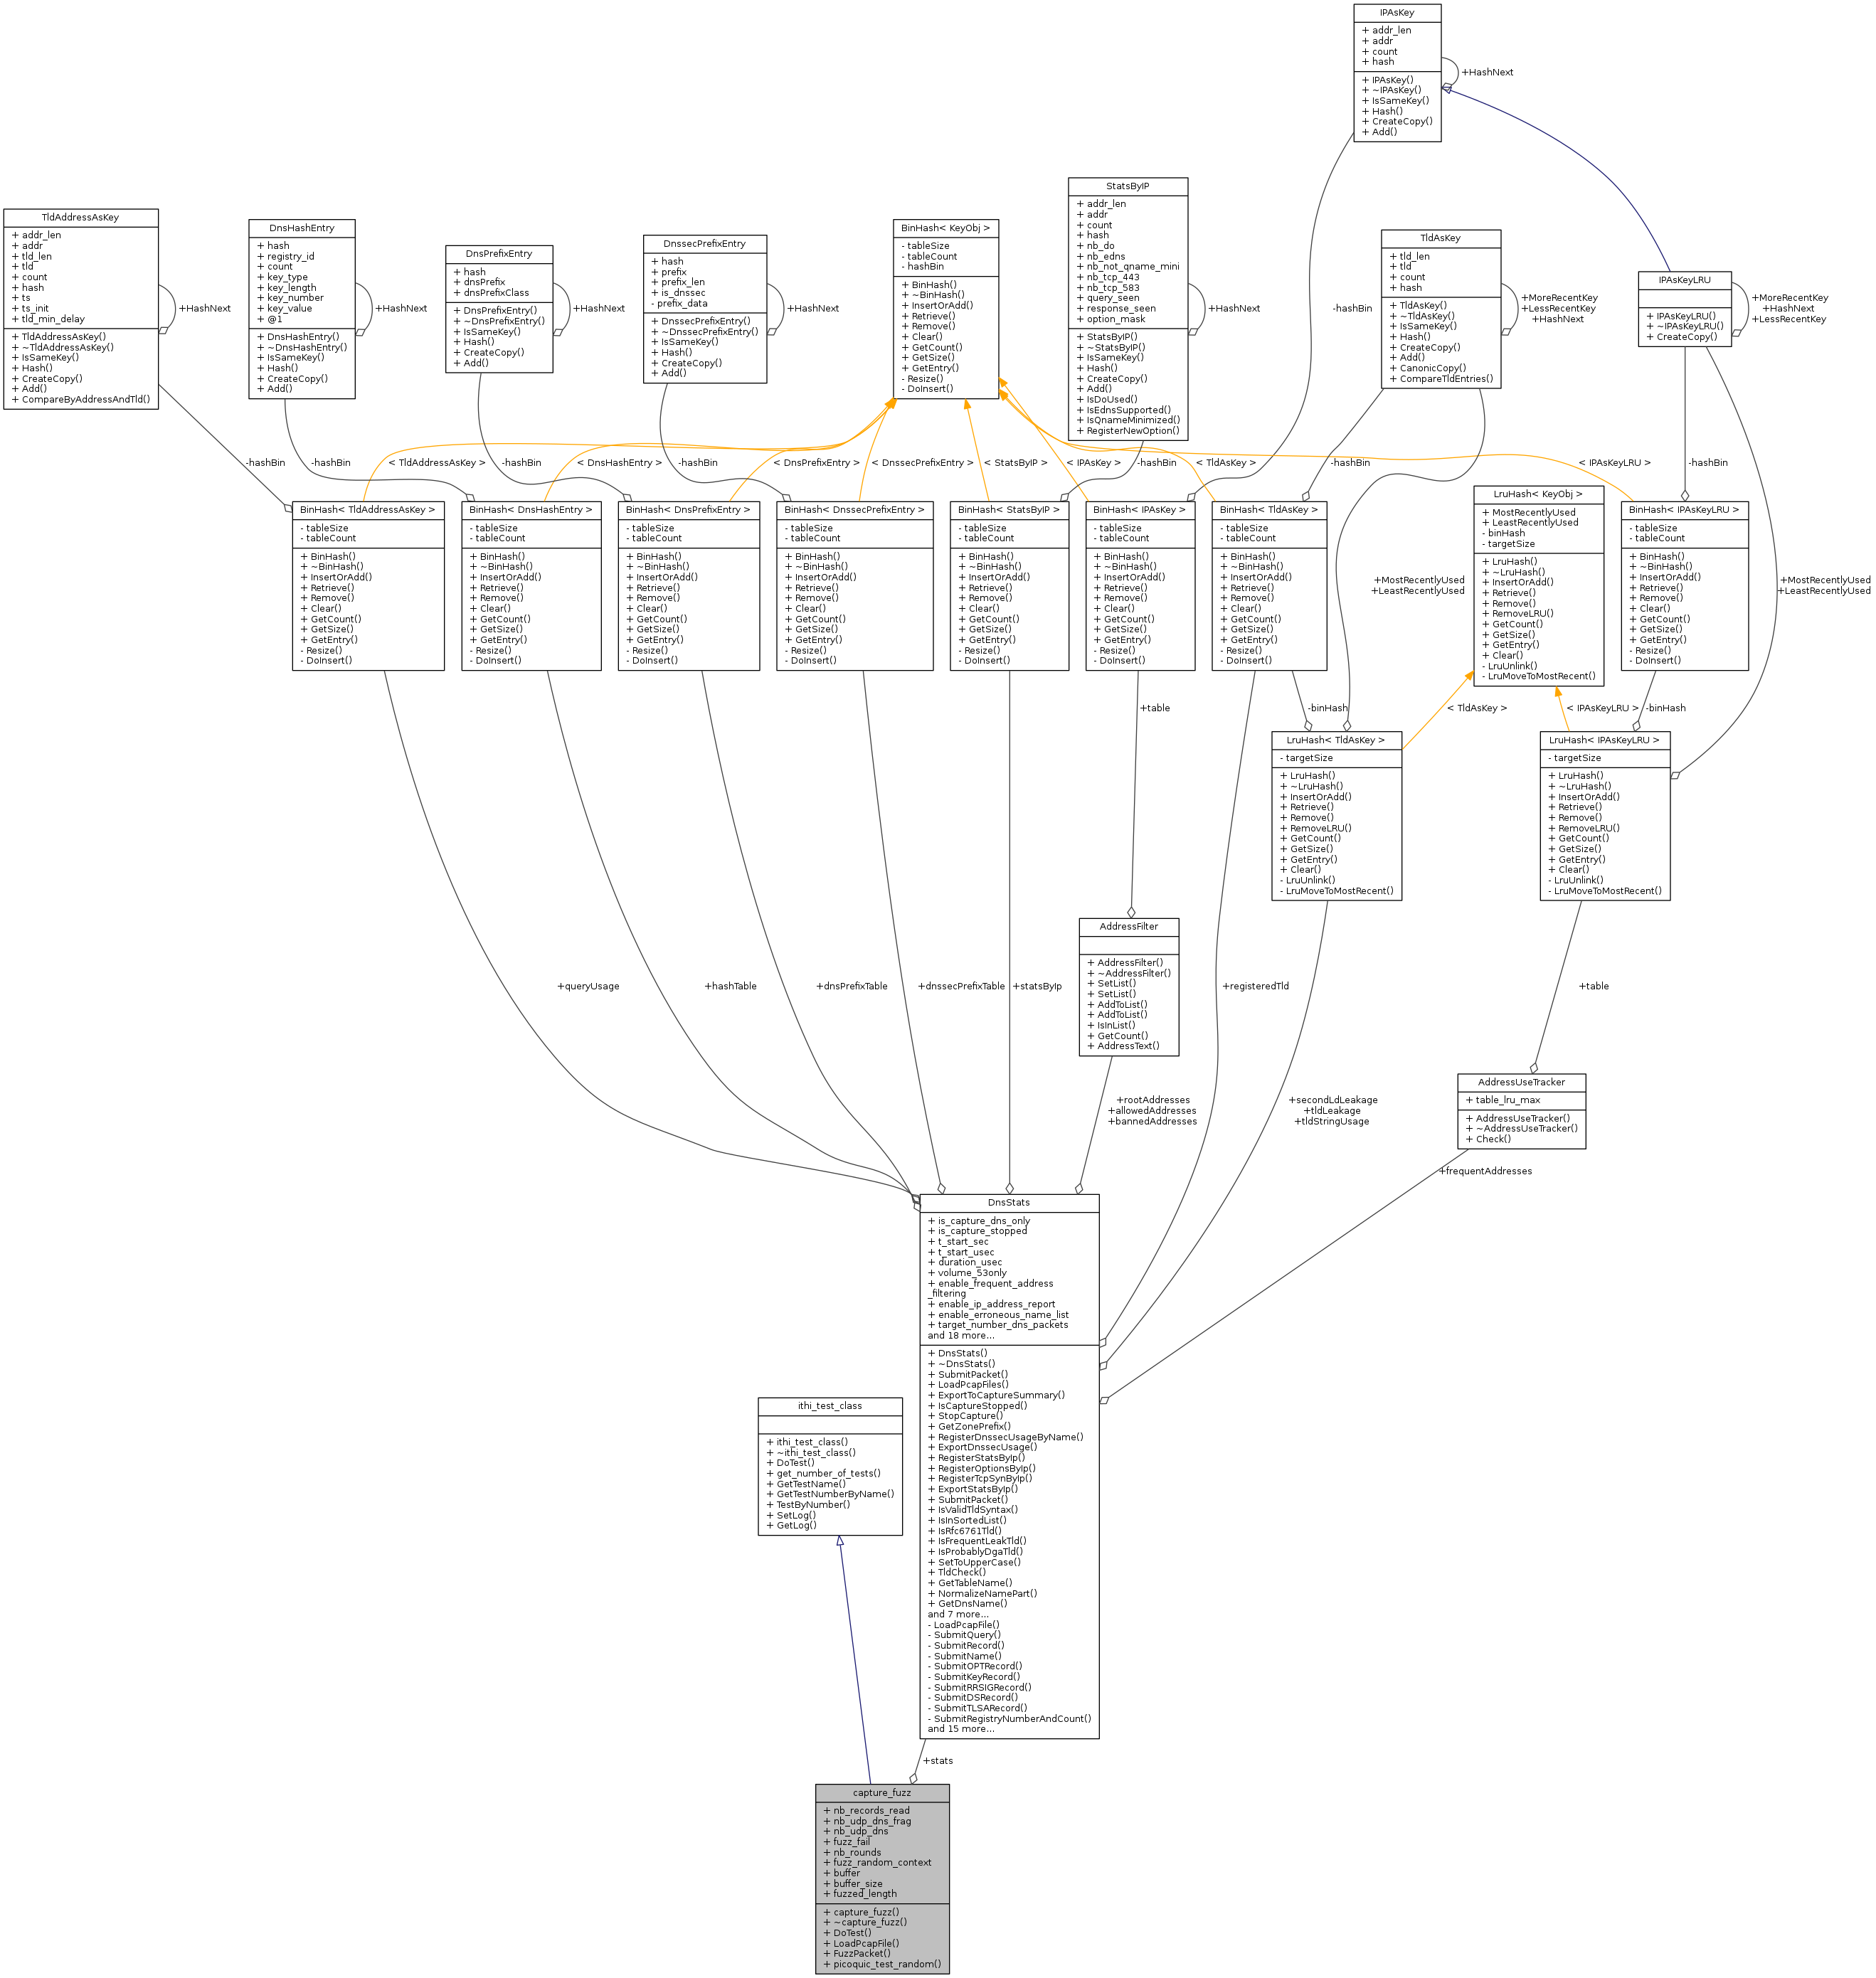 IPAsKey
+ addr_len
+ addr
+ count
+ hash
+ IPAsKey()
+ ~IPAsKey()
+ IsSameKey()
+ Hash()
+ CreateCopy()
+ Add()
+HashNext
StatsByIP
+ addr_len
+ addr
+ count
+ hash
+ nb_do
+ nb_edns
+ nb_not_qname_mini
+ nb_tcp_443
+ nb_tcp_583
+ query_seen
+ response_seen
+ option_mask
+ StatsByIP()
+ ~StatsByIP()
+ IsSameKey()
+ Hash()
+ CreateCopy()
+ Add()
+ IsDoUsed()
+ IsEdnsSupported()
+ IsQnameMinimized()
+ RegisterNewOption()
+HashNext
TldAddressAsKey
+ addr_len
+ addr
+ tld_len
+ tld
+ count
+ hash
+ ts
+ ts_init
+ tld_min_delay
+ TldAddressAsKey()
+ ~TldAddressAsKey()
+ IsSameKey()
+ Hash()
+ CreateCopy()
+ Add()
+ CompareByAddressAndTld()
+HashNext
DnsHashEntry
+ hash
+ registry_id
+ count
+ key_type
+ key_length
+ key_number
+ key_value
+ @1
+ DnsHashEntry()
+ ~DnsHashEntry()
+ IsSameKey()
+ Hash()
+ CreateCopy()
+ Add()
+HashNext
DnsPrefixEntry
+ hash
+ dnsPrefix
+ dnsPrefixClass
+ DnsPrefixEntry()
+ ~DnsPrefixEntry()
+ IsSameKey()
+ Hash()
+ CreateCopy()
+ Add()
+HashNext
DnssecPrefixEntry
+ hash
+ prefix
+ prefix_len
+ is_dnssec
- prefix_data
+ DnssecPrefixEntry()
+ ~DnssecPrefixEntry()
+ IsSameKey()
+ Hash()
+ CreateCopy()
+ Add()
+HashNext
BinHash< KeyObj >
- tableSize
- tableCount
- hashBin
+ BinHash()
+ ~BinHash()
+ InsertOrAdd()
+ Retrieve()
+ Remove()
+ Clear()
+ GetCount()
+ GetSize()
+ GetEntry()
- Resize()
- DoInsert()
-hashBin
TldAsKey
+ tld_len
+ tld
+ count
+ hash
+ TldAsKey()
+ ~TldAsKey()
+ IsSameKey()
+ Hash()
+ CreateCopy()
+ Add()
+ CanonicCopy()
+ CompareTldEntries()
+MoreRecentKey
+LessRecentKey
+HashNext
IPAsKeyLRU
+ IPAsKeyLRU()
+ ~IPAsKeyLRU()
+ CreateCopy()
+MoreRecentKey
+HashNext
+LessRecentKey
-hashBin
< TldAddressAsKey >
-hashBin
< DnsHashEntry >
-hashBin
< DnsPrefixEntry >
-hashBin
< DnssecPrefixEntry >
< StatsByIP >
< IPAsKey >
-hashBin
< TldAsKey >
-hashBin
< IPAsKeyLRU >
-hashBin
BinHash< TldAddressAsKey >
- tableSize
- tableCount
+ BinHash()
+ ~BinHash()
+ InsertOrAdd()
+ Retrieve()
+ Remove()
+ Clear()
+ GetCount()
+ GetSize()
+ GetEntry()
- Resize()
- DoInsert()
BinHash< DnsHashEntry >
- tableSize
- tableCount
+ BinHash()
+ ~BinHash()
+ InsertOrAdd()
+ Retrieve()
+ Remove()
+ Clear()
+ GetCount()
+ GetSize()
+ GetEntry()
- Resize()
- DoInsert()
BinHash< DnsPrefixEntry >
- tableSize
- tableCount
+ BinHash()
+ ~BinHash()
+ InsertOrAdd()
+ Retrieve()
+ Remove()
+ Clear()
+ GetCount()
+ GetSize()
+ GetEntry()
- Resize()
- DoInsert()
BinHash< DnssecPrefixEntry >
- tableSize
- tableCount
+ BinHash()
+ ~BinHash()
+ InsertOrAdd()
+ Retrieve()
+ Remove()
+ Clear()
+ GetCount()
+ GetSize()
+ GetEntry()
- Resize()
- DoInsert()
BinHash< StatsByIP >
- tableSize
- tableCount
+ BinHash()
+ ~BinHash()
+ InsertOrAdd()
+ Retrieve()
+ Remove()
+ Clear()
+ GetCount()
+ GetSize()
+ GetEntry()
- Resize()
- DoInsert()
BinHash< IPAsKey >
- tableSize
- tableCount
+ BinHash()
+ ~BinHash()
+ InsertOrAdd()
+ Retrieve()
+ Remove()
+ Clear()
+ GetCount()
+ GetSize()
+ GetEntry()
- Resize()
- DoInsert()
BinHash< TldAsKey >
- tableSize
- tableCount
+ BinHash()
+ ~BinHash()
+ InsertOrAdd()
+ Retrieve()
+ Remove()
+ Clear()
+ GetCount()
+ GetSize()
+ GetEntry()
- Resize()
- DoInsert()
+MostRecentlyUsed
+LeastRecentlyUsed
LruHash< KeyObj >
+ MostRecentlyUsed
+ LeastRecentlyUsed
- binHash
- targetSize
+ LruHash()
+ ~LruHash()
+ InsertOrAdd()
+ Retrieve()
+ Remove()
+ RemoveLRU()
+ GetCount()
+ GetSize()
+ GetEntry()
+ Clear()
- LruUnlink()
- LruMoveToMostRecent()
BinHash< IPAsKeyLRU >
- tableSize
- tableCount
+ BinHash()
+ ~BinHash()
+ InsertOrAdd()
+ Retrieve()
+ Remove()
+ Clear()
+ GetCount()
+ GetSize()
+ GetEntry()
- Resize()
- DoInsert()
+MostRecentlyUsed
+LeastRecentlyUsed
+table
-binHash
< TldAsKey >
< IPAsKeyLRU >
-binHash
LruHash< TldAsKey >
- targetSize
+ LruHash()
+ ~LruHash()
+ InsertOrAdd()
+ Retrieve()
+ Remove()
+ RemoveLRU()
+ GetCount()
+ GetSize()
+ GetEntry()
+ Clear()
- LruUnlink()
- LruMoveToMostRecent()
LruHash< IPAsKeyLRU >
- targetSize
+ LruHash()
+ ~LruHash()
+ InsertOrAdd()
+ Retrieve()
+ Remove()
+ RemoveLRU()
+ GetCount()
+ GetSize()
+ GetEntry()
+ Clear()
- LruUnlink()
- LruMoveToMostRecent()
AddressFilter
+ AddressFilter()
+ ~AddressFilter()
+ SetList()
+ SetList()
+ AddToList()
+ AddToList()
+ IsInList()
+ GetCount()
+ AddressText()
+queryUsage
+hashTable
+dnsPrefixTable
+dnssecPrefixTable
+statsByIp
+registeredTld
+table
AddressUseTracker
+ table_lru_max
+ AddressUseTracker()
+ ~AddressUseTracker()
+ Check()
+rootAddresses
+allowedAddresses
+bannedAddresses
+secondLdLeakage
+tldLeakage
+tldStringUsage
+frequentAddresses
DnsStats
+ is_capture_dns_only
+ is_capture_stopped
+ t_start_sec
+ t_start_usec
+ duration_usec
+ volume_53only
+ enable_frequent_address
_filtering
+ enable_ip_address_report
+ enable_erroneous_name_list
+ target_number_dns_packets
and 18 more...
+ DnsStats()
+ ~DnsStats()
+ SubmitPacket()
+ LoadPcapFiles()
+ ExportToCaptureSummary()
+ IsCaptureStopped()
+ StopCapture()
+ GetZonePrefix()
+ RegisterDnssecUsageByName()
+ ExportDnssecUsage()
+ RegisterStatsByIp()
+ RegisterOptionsByIp()
+ RegisterTcpSynByIp()
+ ExportStatsByIp()
+ SubmitPacket()
+ IsValidTldSyntax()
+ IsInSortedList()
+ IsRfc6761Tld()
+ IsFrequentLeakTld()
+ IsProbablyDgaTld()
+ SetToUpperCase()
+ TldCheck()
+ GetTableName()
+ NormalizeNamePart()
+ GetDnsName()
and 7 more...
- LoadPcapFile()
- SubmitQuery()
- SubmitRecord()
- SubmitName()
- SubmitOPTRecord()
- SubmitKeyRecord()
- SubmitRRSIGRecord()
- SubmitDSRecord()
- SubmitTLSARecord()
- SubmitRegistryNumberAndCount()
and 15 more...
ithi_test_class
+ ithi_test_class()
+ ~ithi_test_class()
+ DoTest()
+ get_number_of_tests()
+ GetTestName()
+ GetTestNumberByName()
+ TestByNumber()
+ SetLog()
+ GetLog()
+stats
capture_fuzz
+ nb_records_read
+ nb_udp_dns_frag
+ nb_udp_dns
+ fuzz_fail
+ nb_rounds
+ fuzz_random_context
+ buffer
+ buffer_size
+ fuzzed_length
+ capture_fuzz()
+ ~capture_fuzz()
+ DoTest()
+ LoadPcapFile()
+ FuzzPacket()
+ picoquic_test_random()